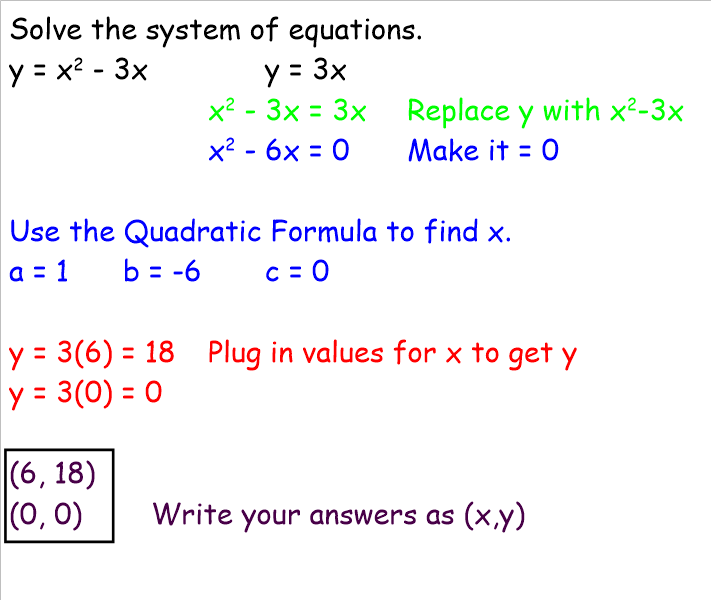 Solve the system of equations.
y = x² - 3x y = 3x
x² - 3x = 3x Replace y with x²-3x
x² - 6x = 0 Make it = 0
Use the Quadratic Formula to find x.
a = 1 b = -6 c = 0
y = 3(6) = 18 Plug in values for x to get y
y = 3(0) = 0
(6, 18)
(0, 0) Write your answers as (x,y)